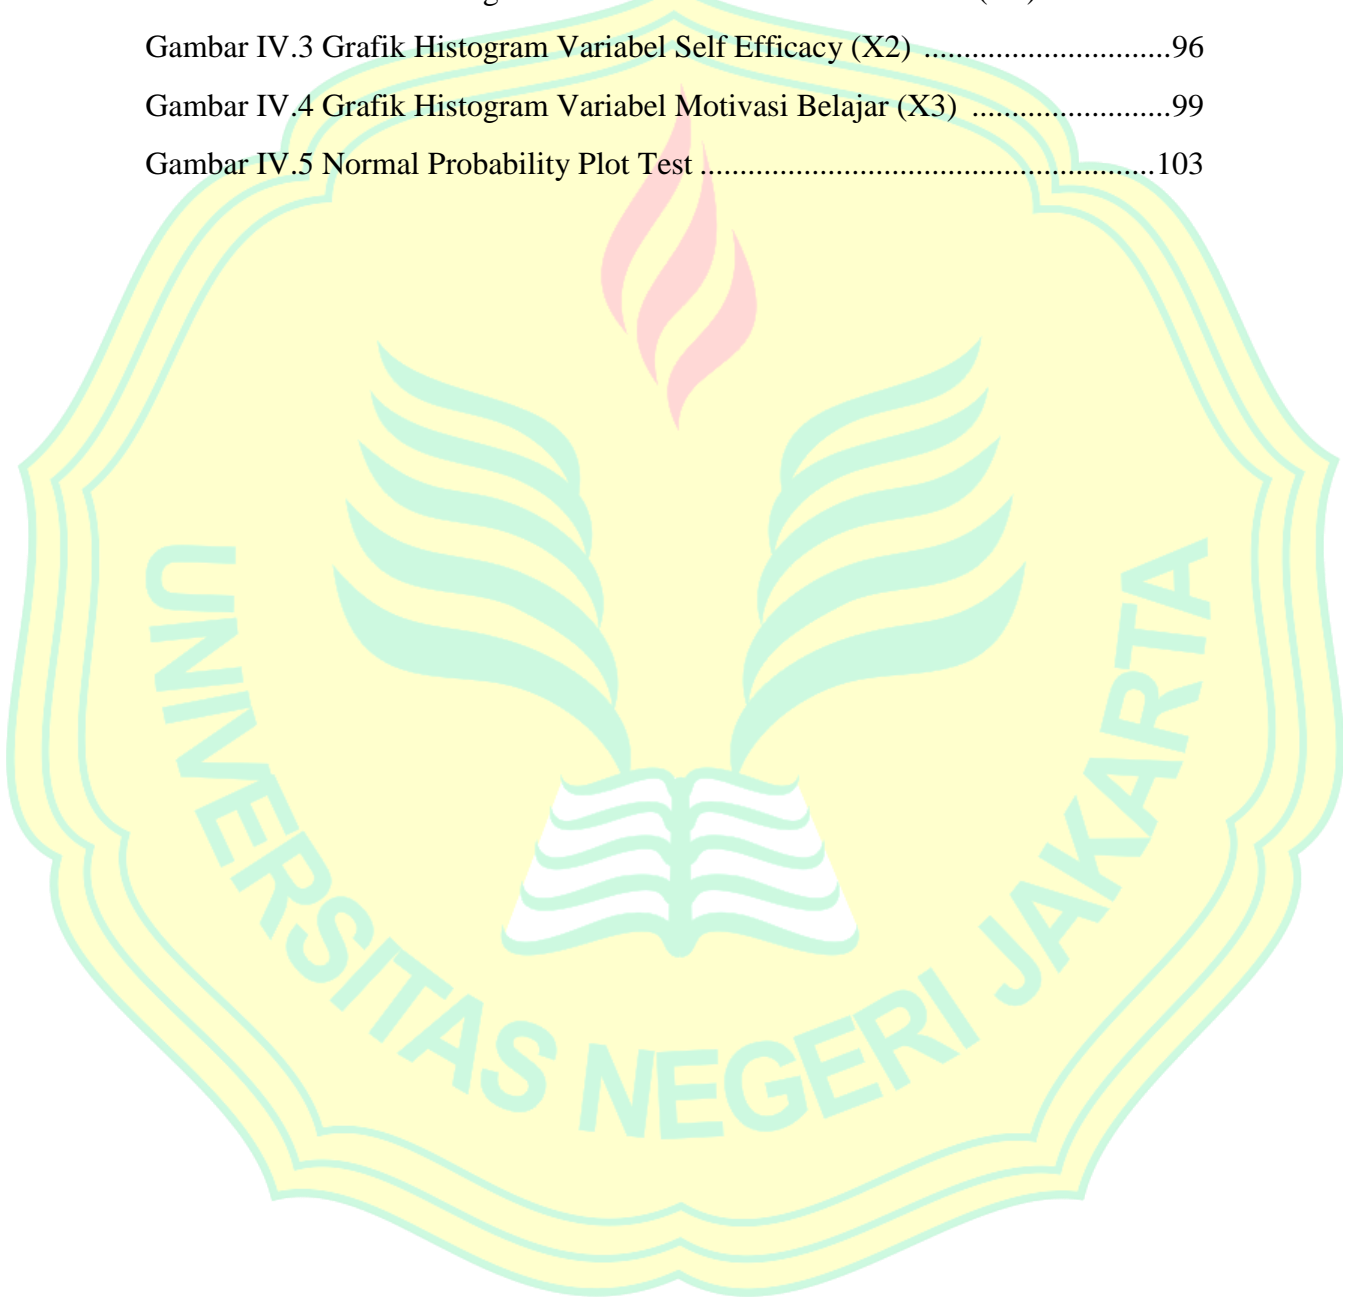 Gambar IV.3 Grafik Histogram Variabel Self Efficacy (X2) ...............................96
Gambar IV.4 Grafik Histogram Variabel Motivasi Belajar (X3) .........................99
Gambar IV.5 Normal Probability Plot Test .........................................................103
UNIVERSITAS NEGERI JAKARTA